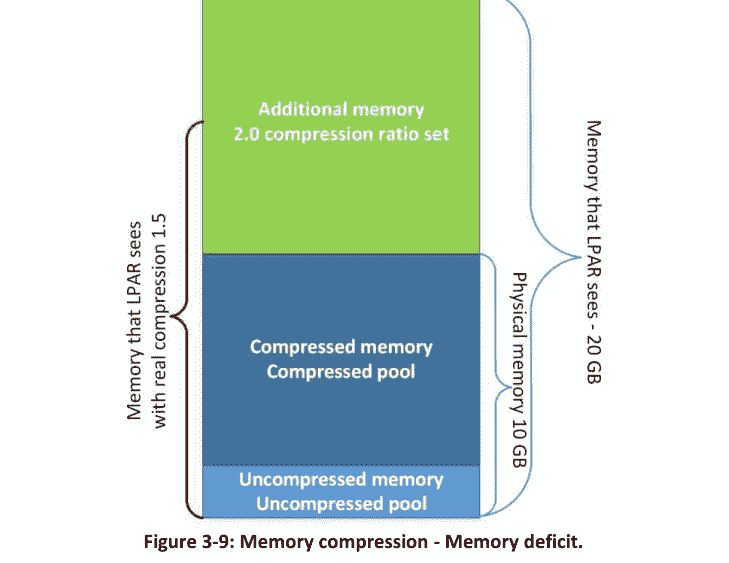 Additional memory
2.0 compression ratio set
Memory that LPAR sees
with real compression 1.5
Memory that LPAR sees - 20 GB
Physical memory 10 GB
Compressed memory
Compressed pool
Uncompressed memory
Uncompressed pool
Figure 3-9: Memory compression - Memory deficit.